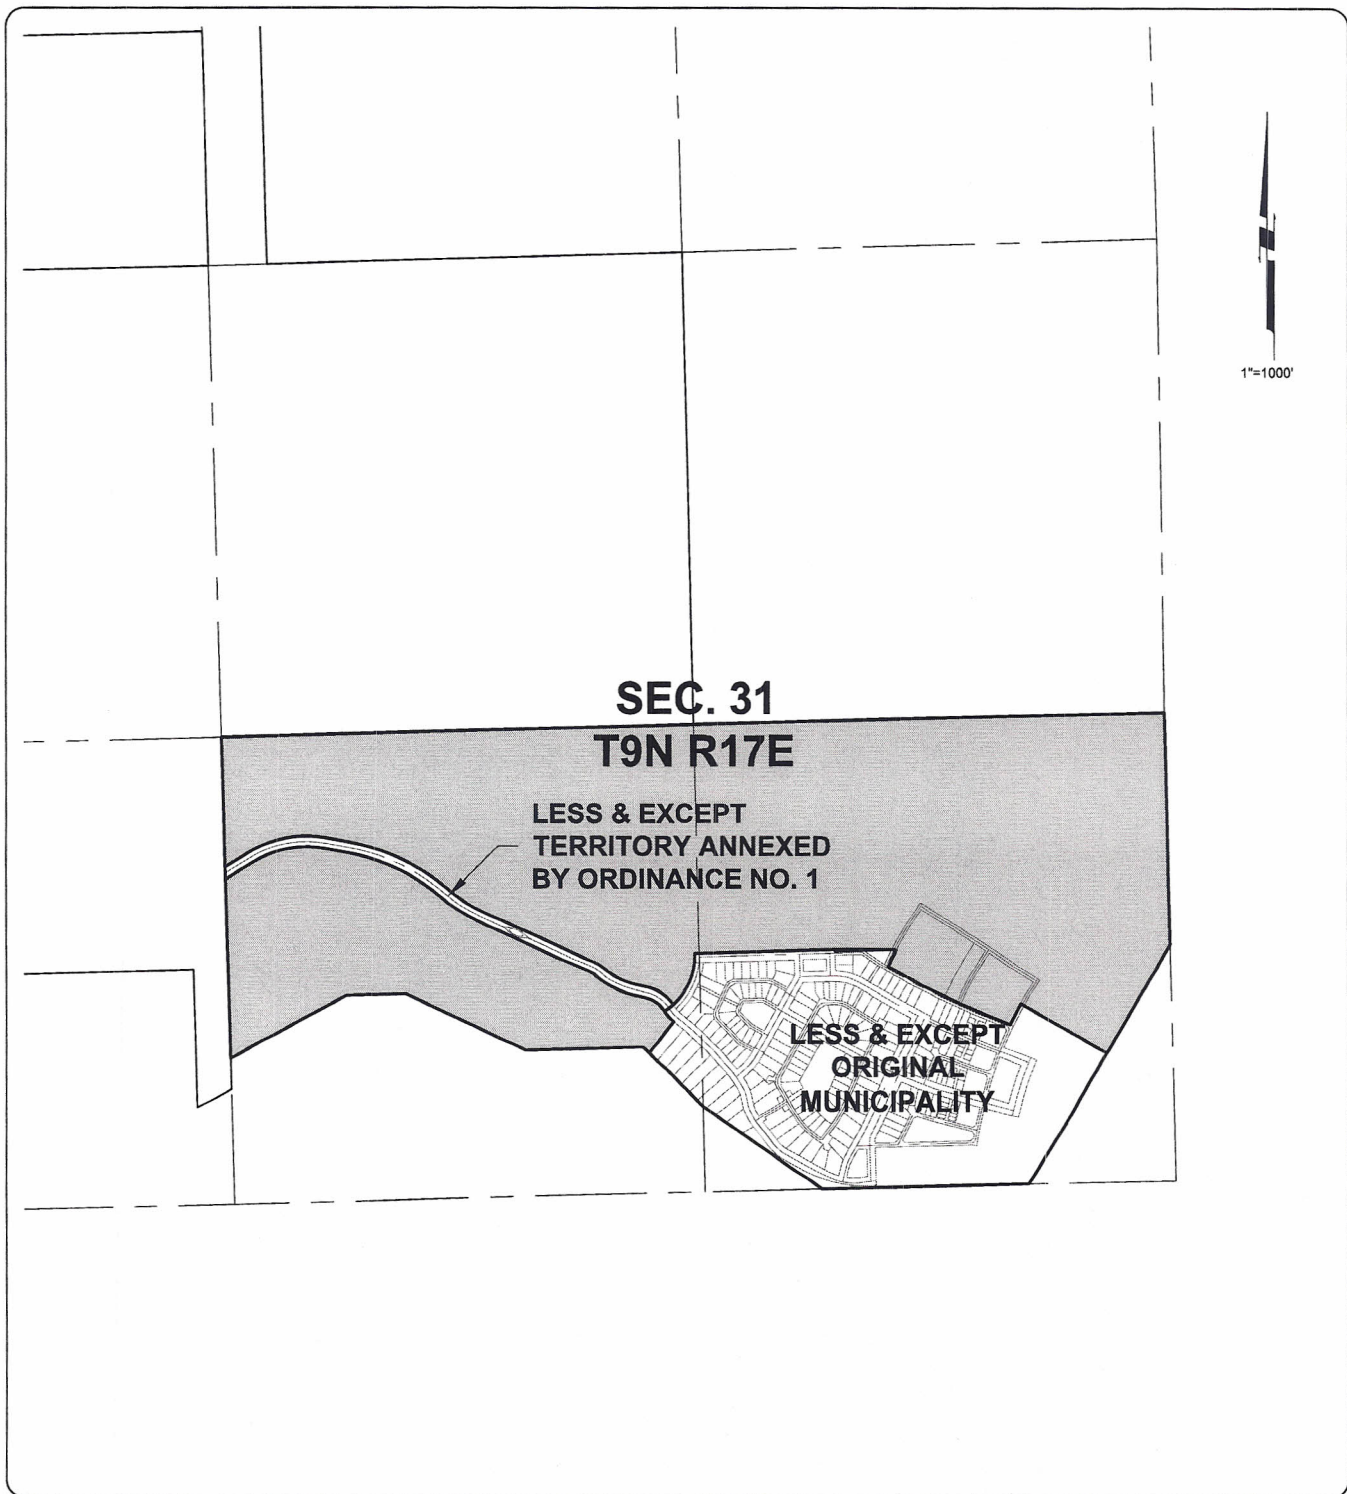 1"=1000'
SEC. 31
T9N R17E
LESS & EXCEPT
TERRITORY ANNEXED
BY ORDINANCE NO. 1
LESS & EXCEPT
ORIGINAL
MUNICIPALITY